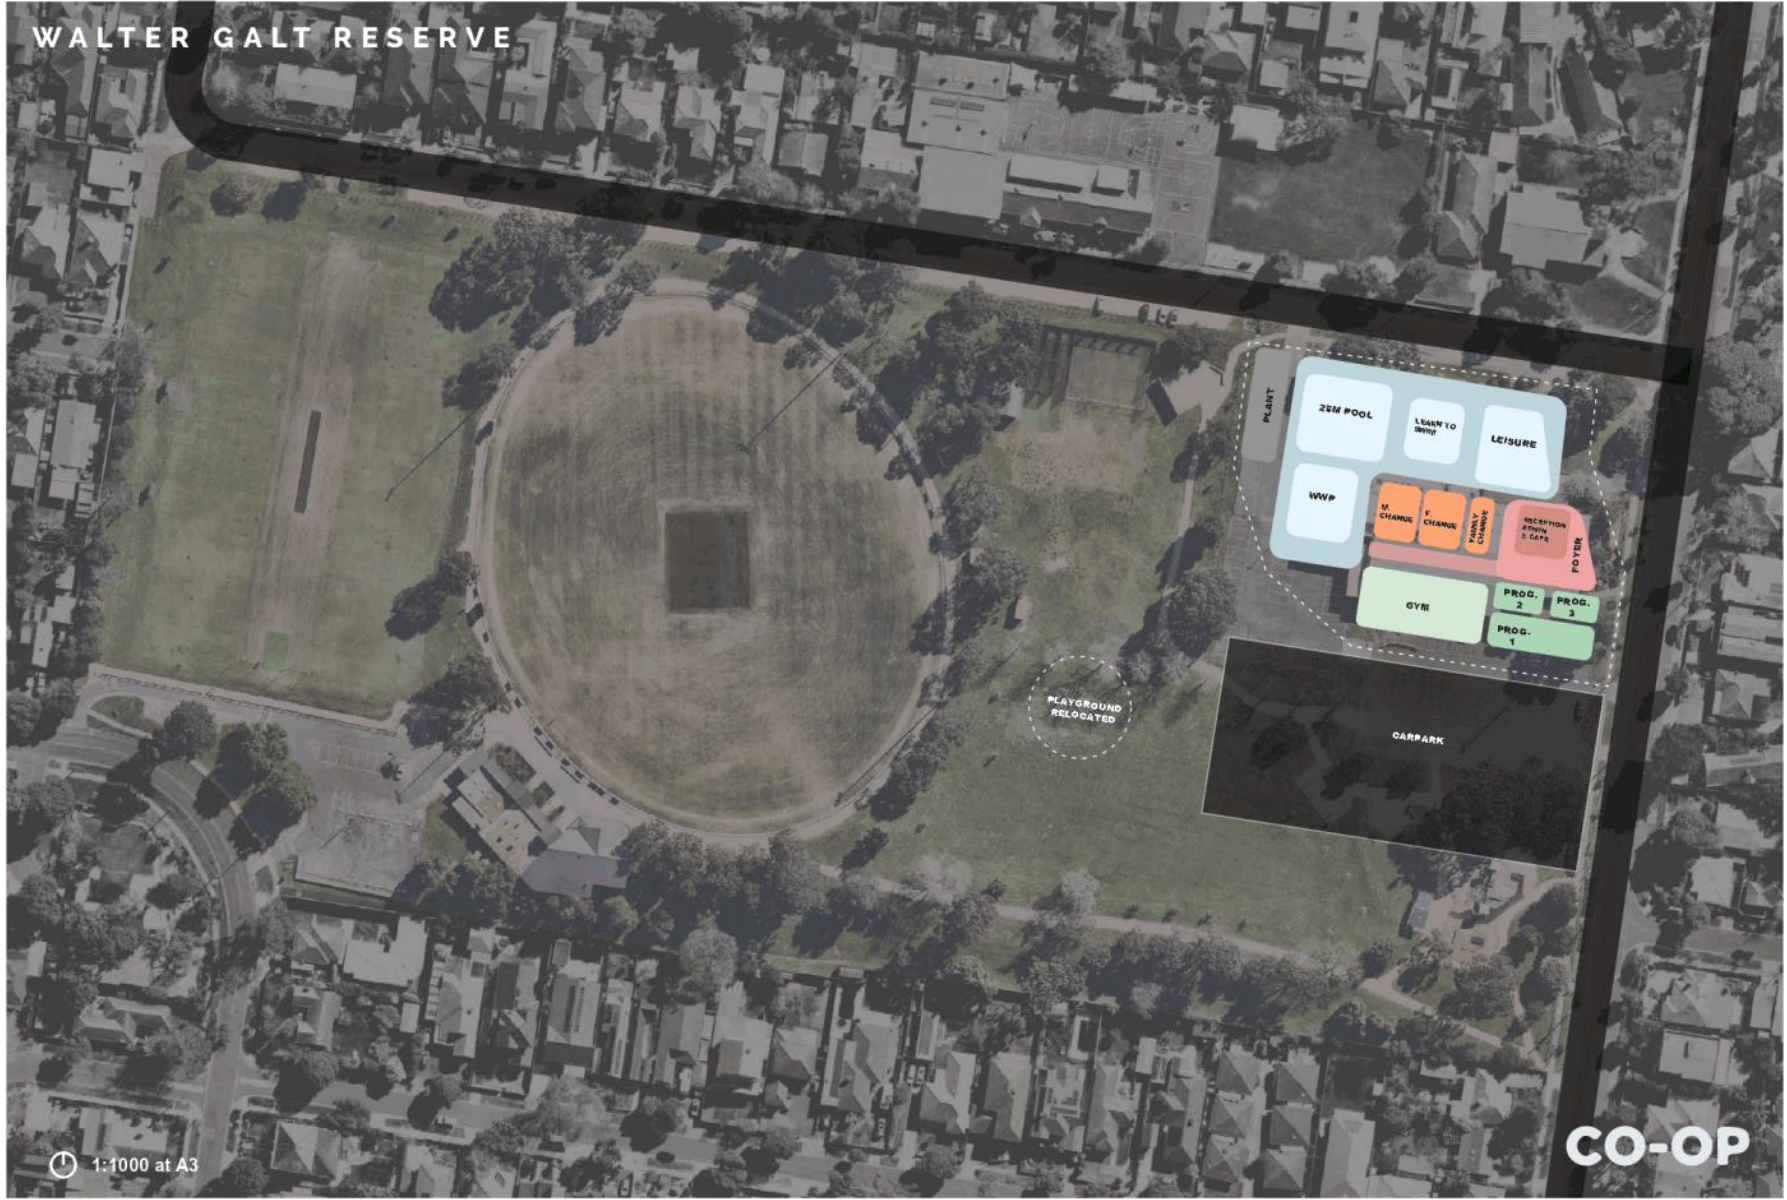 WALTER GALT RESERVE
PLANT
25M POOL
LEARN TO
SWIM
LEISURE
WWP
M.
CHANGE
F.
CHANGE
FAMILY
CHANGE
RECEPTION
ADMIN
& CAFE
FOYER
GYM
PROG.
2
PROG.
3
PROG.
1
PLAYGROUND
RELOCATED
CARPARK
1:1000 at A3
CO-OP